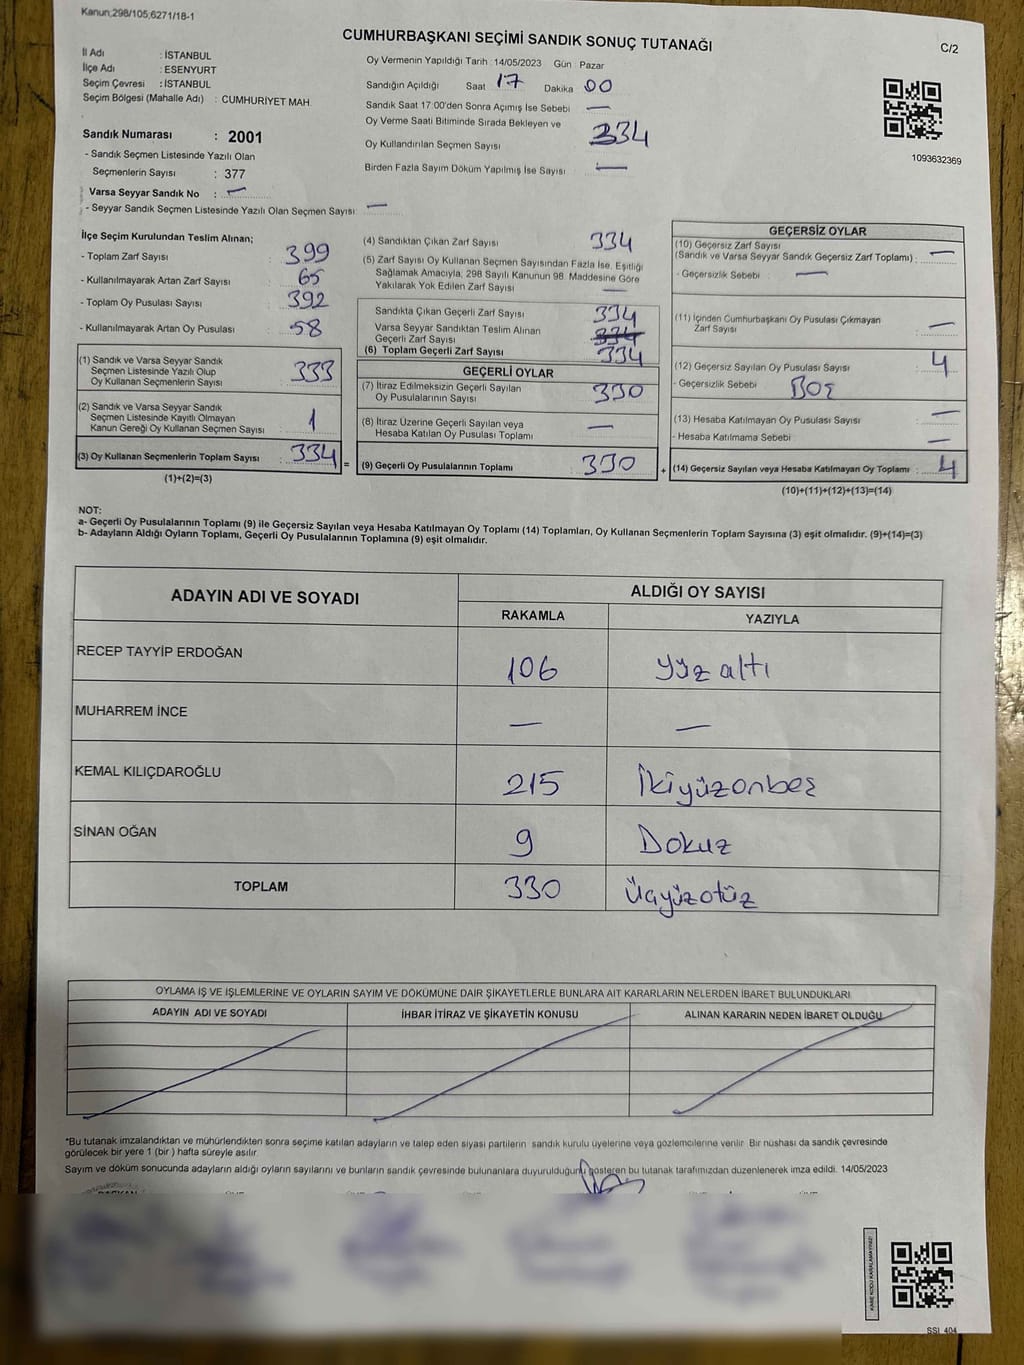 Kanun;298/105,6271/18-1
CUMHURBAŞKANI SEÇİMİ SANDIK SONUÇ TUTANAĞI
C/2
İl Adı : İSTANBUL
İlçe Adı : ESENYURT
Seçim Çevresi : İSTANBUL
Seçim Bölgesi (Mahalle Adı) : CUMHURİYET MAH.
Sandık Numarası : 2001
- Sandık Seçmen Listesinde Yazılı Olan
Seçmenlerin Sayısı : 377
Varsa Seyyar Sandık No : —
- Seyyar Sandık Seçmen Listesinde Yazılı Olan Seçmen Sayısı : —
Oy Vermenin Yapıldığı Tarih : 14/05/2023 Gün : Pazar
Sandığın Açıldığı Saat 17 Dakika 00
Sandık Saat 17:00'den Sonra Açımış İse Sebebi —
Oy Verme Saati Bitiminde Sırada Bekleyen ve
Oy Kullandırılan Seçmen Sayısı 334
Birden Fazla Sayım Döküm Yapılmış İse Sayısı —
1093632369
İlçe Seçim Kurulundan Teslim Alınan;
- Toplam Zarf Sayısı : 399
- Kullanılmayarak Artan Zarf Sayısı : 65
- Toplam Oy Pusulası Sayısı : 392
- Kullanılmayarak Artan Oy Pusulası : 58
(1) Sandık ve Varsa Seyyar Sandık
Seçmen Listesinde Yazılı Olup
Oy Kullanan Seçmenlerin Sayısı : 333
(2) Sandık ve Varsa Seyyar Sandık
Seçmen Listesinde Kayıtlı Olmayan
Kanun Gereği Oy Kullanan Seçmen Sayısı : 1
(3) Oy Kullanan Seçmenlerin Toplam Sayısı : 334
(1)+(2)=(3)
(4) Sandıktan Çıkan Zarf Sayısı 334
(5) Zarf Sayısı Oy Kullanan Seçmen Sayısından Fazla İse, Eşitliği
Sağlamak Amacıyla, 298 Sayılı Kanunun 98. Maddesine Göre
Yakılarak Yok Edilen Zarf Sayısı —
Sandıkta Çıkan Geçerli Zarf Sayısı : 334
Varsa Seyyar Sandıktan Teslim Alınan
Geçerli Zarf Sayısı : 334
(6) Toplam Geçerli Zarf Sayısı : 334
GEÇERLİ OYLAR
(7) İtiraz Edilmeksizin Geçerli Sayılan
Oy Pusulalarının Sayısı : 330
(8) İtiraz Üzerine Geçerli Sayılan veya
Hesaba Katılan Oy Pusulası Toplamı : —
= (9) Geçerli Oy Pusulalarının Toplamı : 330 +
GEÇERSİZ OYLAR
(10) Geçersiz Zarf Sayısı
(Sandık ve Varsa Seyyar Sandık Geçersiz Zarf Toplamı) : —
- Geçersizlik Sebebi : —
(11) İçinden Cumhurbaşkanı Oy Pusulası Çıkmayan
Zarf Sayısı : —
(12) Geçersiz Sayılan Oy Pusulası Sayısı : 4
- Geçersizlik Sebebi : BOŞ
(13) Hesaba Katılmayan Oy Pusulası Sayısı : —
- Hesaba Katılmama Sebebi : —
(14) Geçersiz Sayılan veya Hesaba Katılmayan Oy Toplamı : 4
(10)+(11)+(12)+(13)=(14)
NOT:
a- Geçerli Oy Pusulalarının Toplamı (9) ile Geçersiz Sayılan veya Hesaba Katılmayan Oy Toplamı (14) Toplamları, Oy Kullanan Seçmenlerin Toplam Sayısına (3) eşit olmalıdır. (9)+(14)=(3)
b- Adayların Aldığı Oyların Toplamı, Geçerli Oy Pusulalarının Toplamına (9) eşit olmalıdır.
ADAYIN ADI VE SOYADI
ALDIĞI OY SAYISI
RAKAMLA YAZIYLA
RECEP TAYYİP ERDOĞAN 106 Yüz altı
MUHARREM İNCE — —
KEMAL KILIÇDAROĞLU 215 İkiyüzonbeş
SİNAN OĞAN 9 Dokuz
TOPLAM 330 Üçyüzotuz
OYLAMA İŞ VE İŞLEMLERİNE VE OYLARIN SAYIM VE DÖKÜMÜNE DAİR ŞİKAYETLERLE BUNLARA AİT KARARLARIN NELERDEN İBARET BULUNDUKLARI
ADAYIN ADI VE SOYADI İHBAR İTİRAZ VE ŞİKAYETİN KONUSU ALINAN KARARIN NEDEN İBARET OLDUĞU
*Bu tutanak imzalandıktan ve mühürlendikten sonra seçime katılan adayların ve talep eden siyasi partilerin sandık kurulu üyelerine veya gözlemcilerine verilir. Bir nüshası da sandık çevresinde
görülecek bir yere 1 (bir) hafta süreyle asılır.
Sayım ve döküm sonucunda adayların aldığı oyların sayılarını ve bunların sandık çevresinde bulunanlara duyurulduğunu gösteren bu tutanak tarafımızdan düzenlenerek imza edildi. 14/05/2023
BAŞKAN
KARE KODU KARALAMAYINIZ!
SSI_404